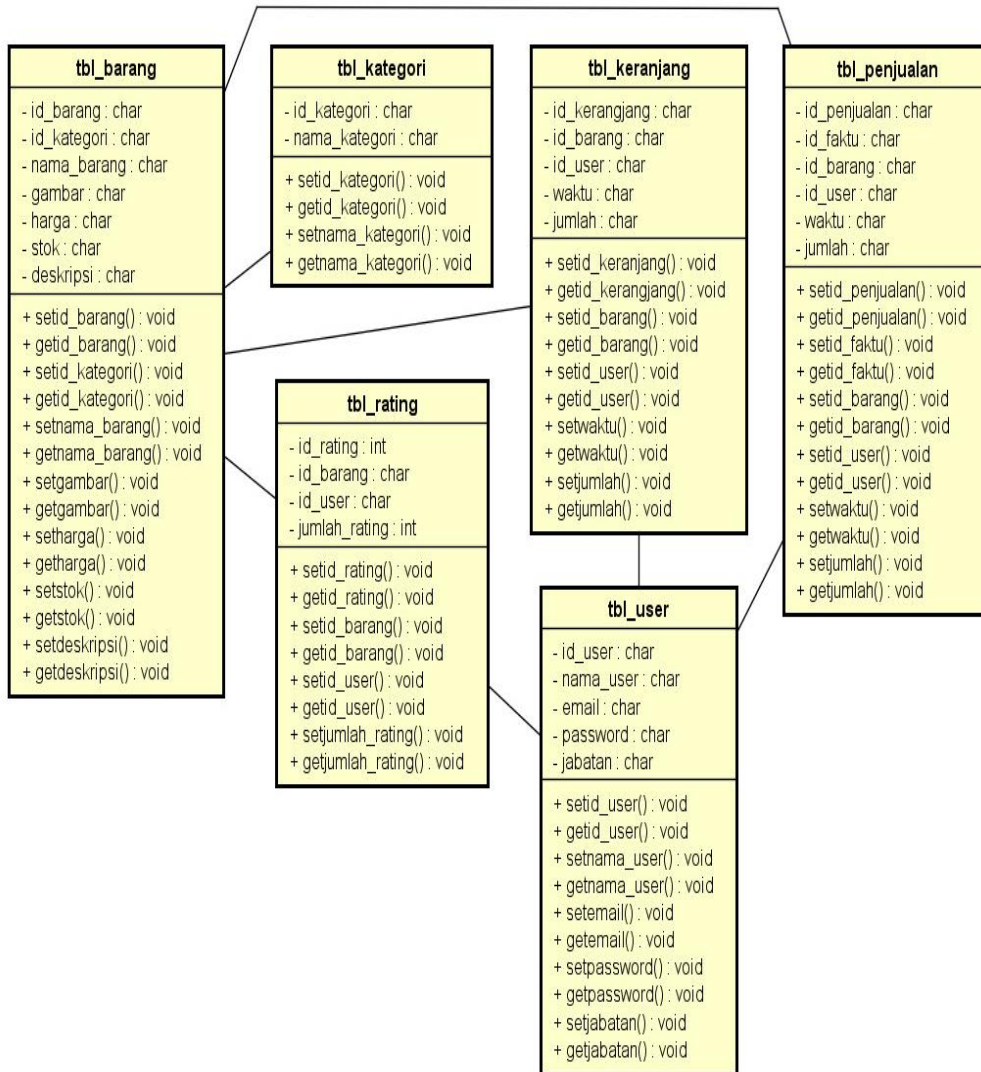 tbl_barang
- id_barang : char
- id_kategori : char
- nama_barang : char
- gambar : char
- harga : char
- stok : char
- deskripsi : char
+ setid_barang() : void
+ getid_barang() : void
+ setid_kategori() : void
+ getid_kategori() : void
+ setnama_barang() : void
+ getnama_barang() : void
+ setgambar() : void
+ getgambar() : void
+ setharga() : void
+ getharga() : void
+ setstok() : void
+ getstok() : void
+ setdeskripsi() : void
+ getdeskripsi() : void
tbl_kategori
- id_kategori : char
- nama_kategori : char
+ setid_kategori() : void
+ getid_kategori() : void
+ setnama_kategori() : void
+ getnama_kategori() : void
tbl_keranjang
- id_kerangjang : char
- id_barang : char
- id_user : char
- waktu : char
- jumlah : char
+ setid_keranjang() : void
+ getid_kerangjang() : void
+ setid_barang() : void
+ getid_barang() : void
+ setid_user() : void
+ getid_user() : void
+ setwaktu() : void
+ getwaktu() : void
+ setjumlah() : void
+ getjumlah() : void
tbl_penjualan
- id_penjualan : char
- id_faktu : char
- id_barang : char
- id_user : char
- waktu : char
- jumlah : char
+ setid_penjualan() : void
+ getid_penjualan() : void
+ setid_faktu() : void
+ getid_faktu() : void
+ setid_barang() : void
+ getid_barang() : void
+ setid_user() : void
+ getid_user() : void
+ setwaktu() : void
+ getwaktu() : void
+ setjumlah() : void
+ getjumlah() : void
tbl_rating
- id_rating : int
- id_barang : char
- id_user : char
- jumlah_rating : int
+ setid_rating() : void
+ getid_rating() : void
+ setid_barang() : void
+ getid_barang() : void
+ setid_user() : void
+ getid_user() : void
+ setjumlah_rating() : void
+ getjumlah_rating() : void
tbl_user
- id_user : char
- nama_user : char
- email : char
- password : char
- jabatan : char
+ setid_user() : void
+ getid_user() : void
+ setnama_user() : void
+ getnama_user() : void
+ setemail() : void
+ getemail() : void
+ setpassword() : void
+ getpassword() : void
+ setjabatan() : void
+ getjabatan() : void